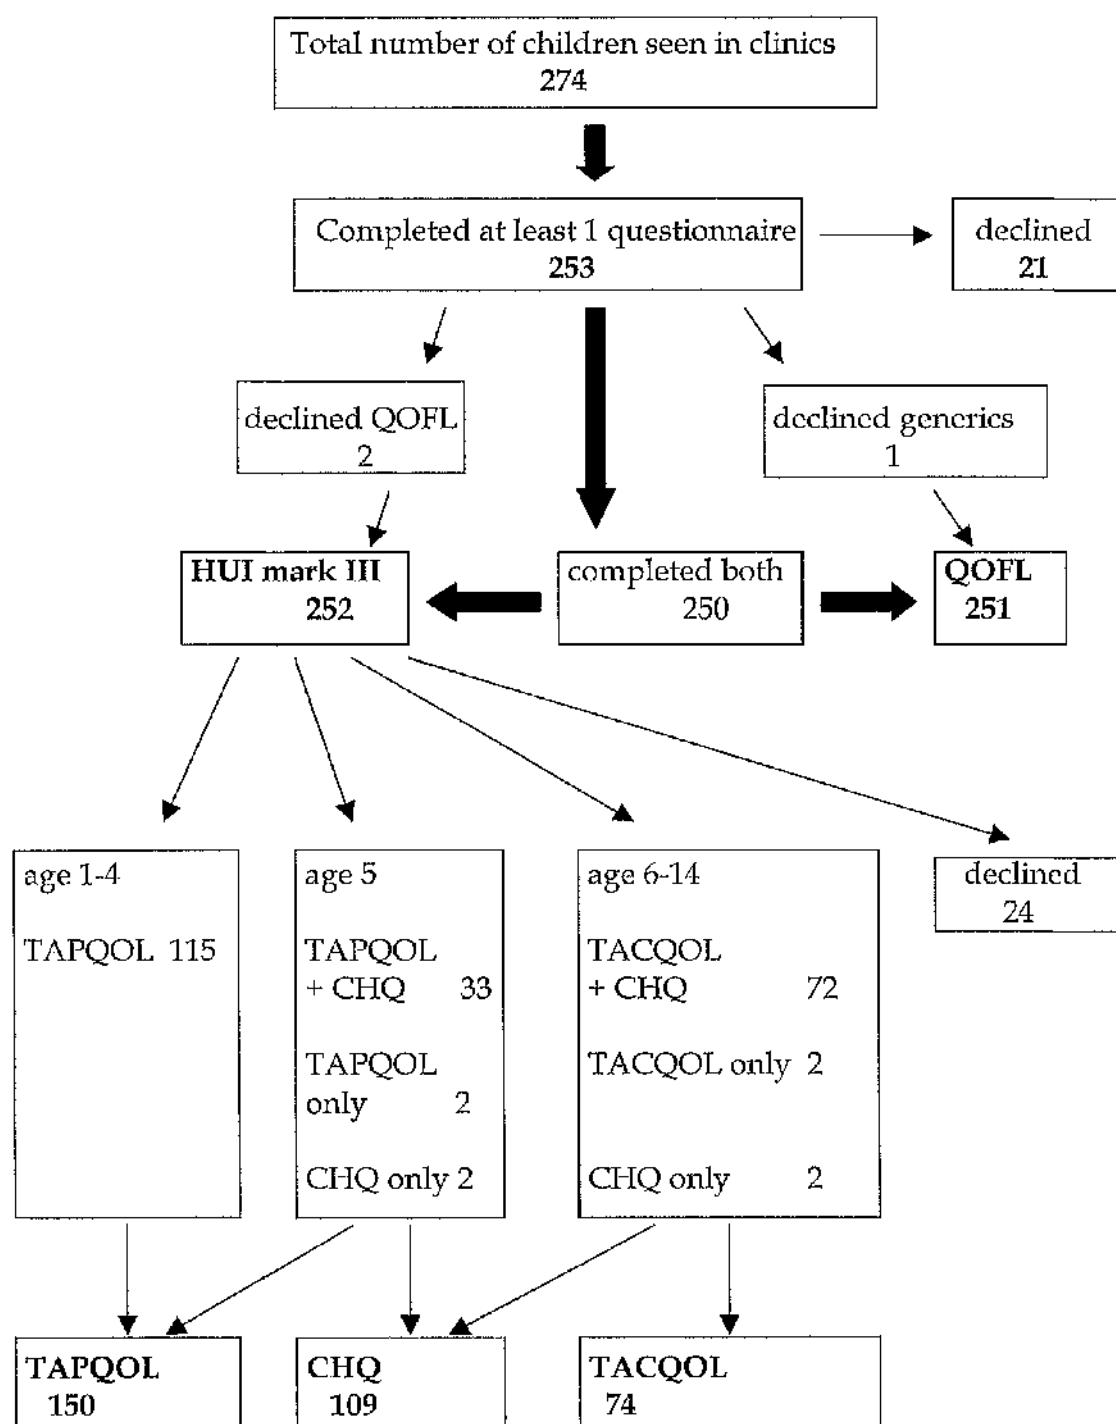 Total number of children seen in clinics
274
Completed at least 1 questionnaire
253
declined
21
declined QOFL
2
declined generics
1
HUI mark III
252
completed both
250
QOFL
251
age 1-4
TAPQOL 115
age 5
TAPQOL
+ CHQ 33
TAPQOL
only 2
CHQ only 2
age 6-14
TACQOL
+ CHQ 72
TACQOL only 2
CHQ only 2
declined
24
TAPQOL
150
CHQ
109
TACQOL
74